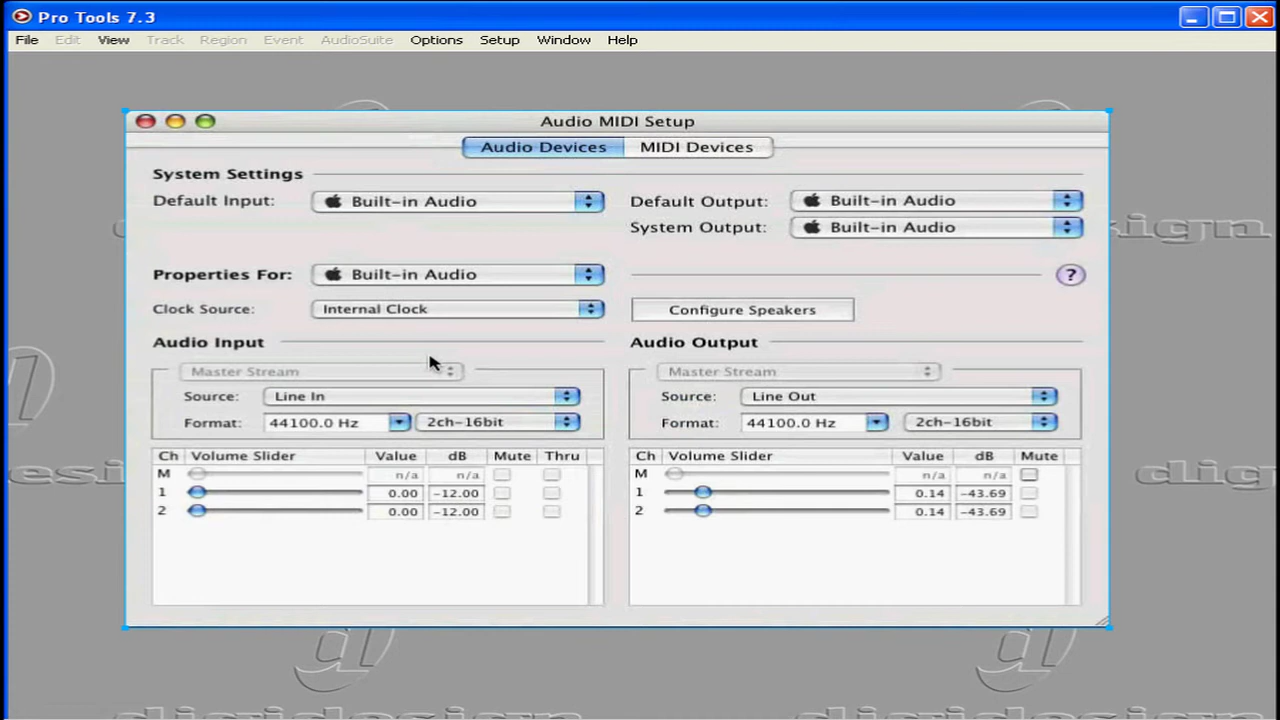 Pro Tools 7.3
File Edit View Track Region Event AudioSuite Options Setup Window Help
Audio MIDI Setup
Audio Devices MIDI Devices
System Settings
Default Input: Built-in Audio Default Output: Built-in Audio
System Output: Built-in Audio
Properties For: Built-in Audio ?
Clock Source: Internal Clock Configure Speakers
Audio Input Audio Output
Master Stream Master Stream
Source: Line In Source: Line Out
Format: 44100.0 Hz 2ch-16bit Format: 44100.0 Hz 2ch-16bit
Ch Volume Slider Value dB Mute Thru Ch Volume Slider Value dB Mute
M n/a n/a M n/a n/a
1 0.00 -12.00 1 0.14 -43.69
2 0.00 -12.00 2 0.14 -43.69